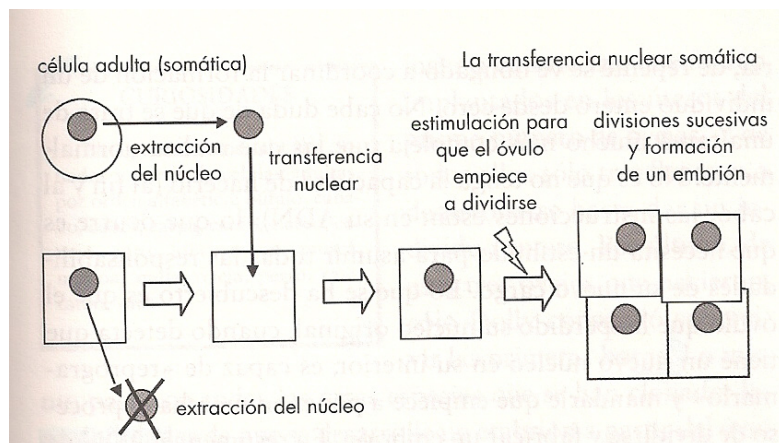 La transferencia nuclear somática
célula adulta (somática)
extracción
del núcleo
transferencia
nuclear
estimulación para
que el óvulo
empiece
a dividirse
divisiones sucesivas
y formación
de un embrión
extracción del núcleo